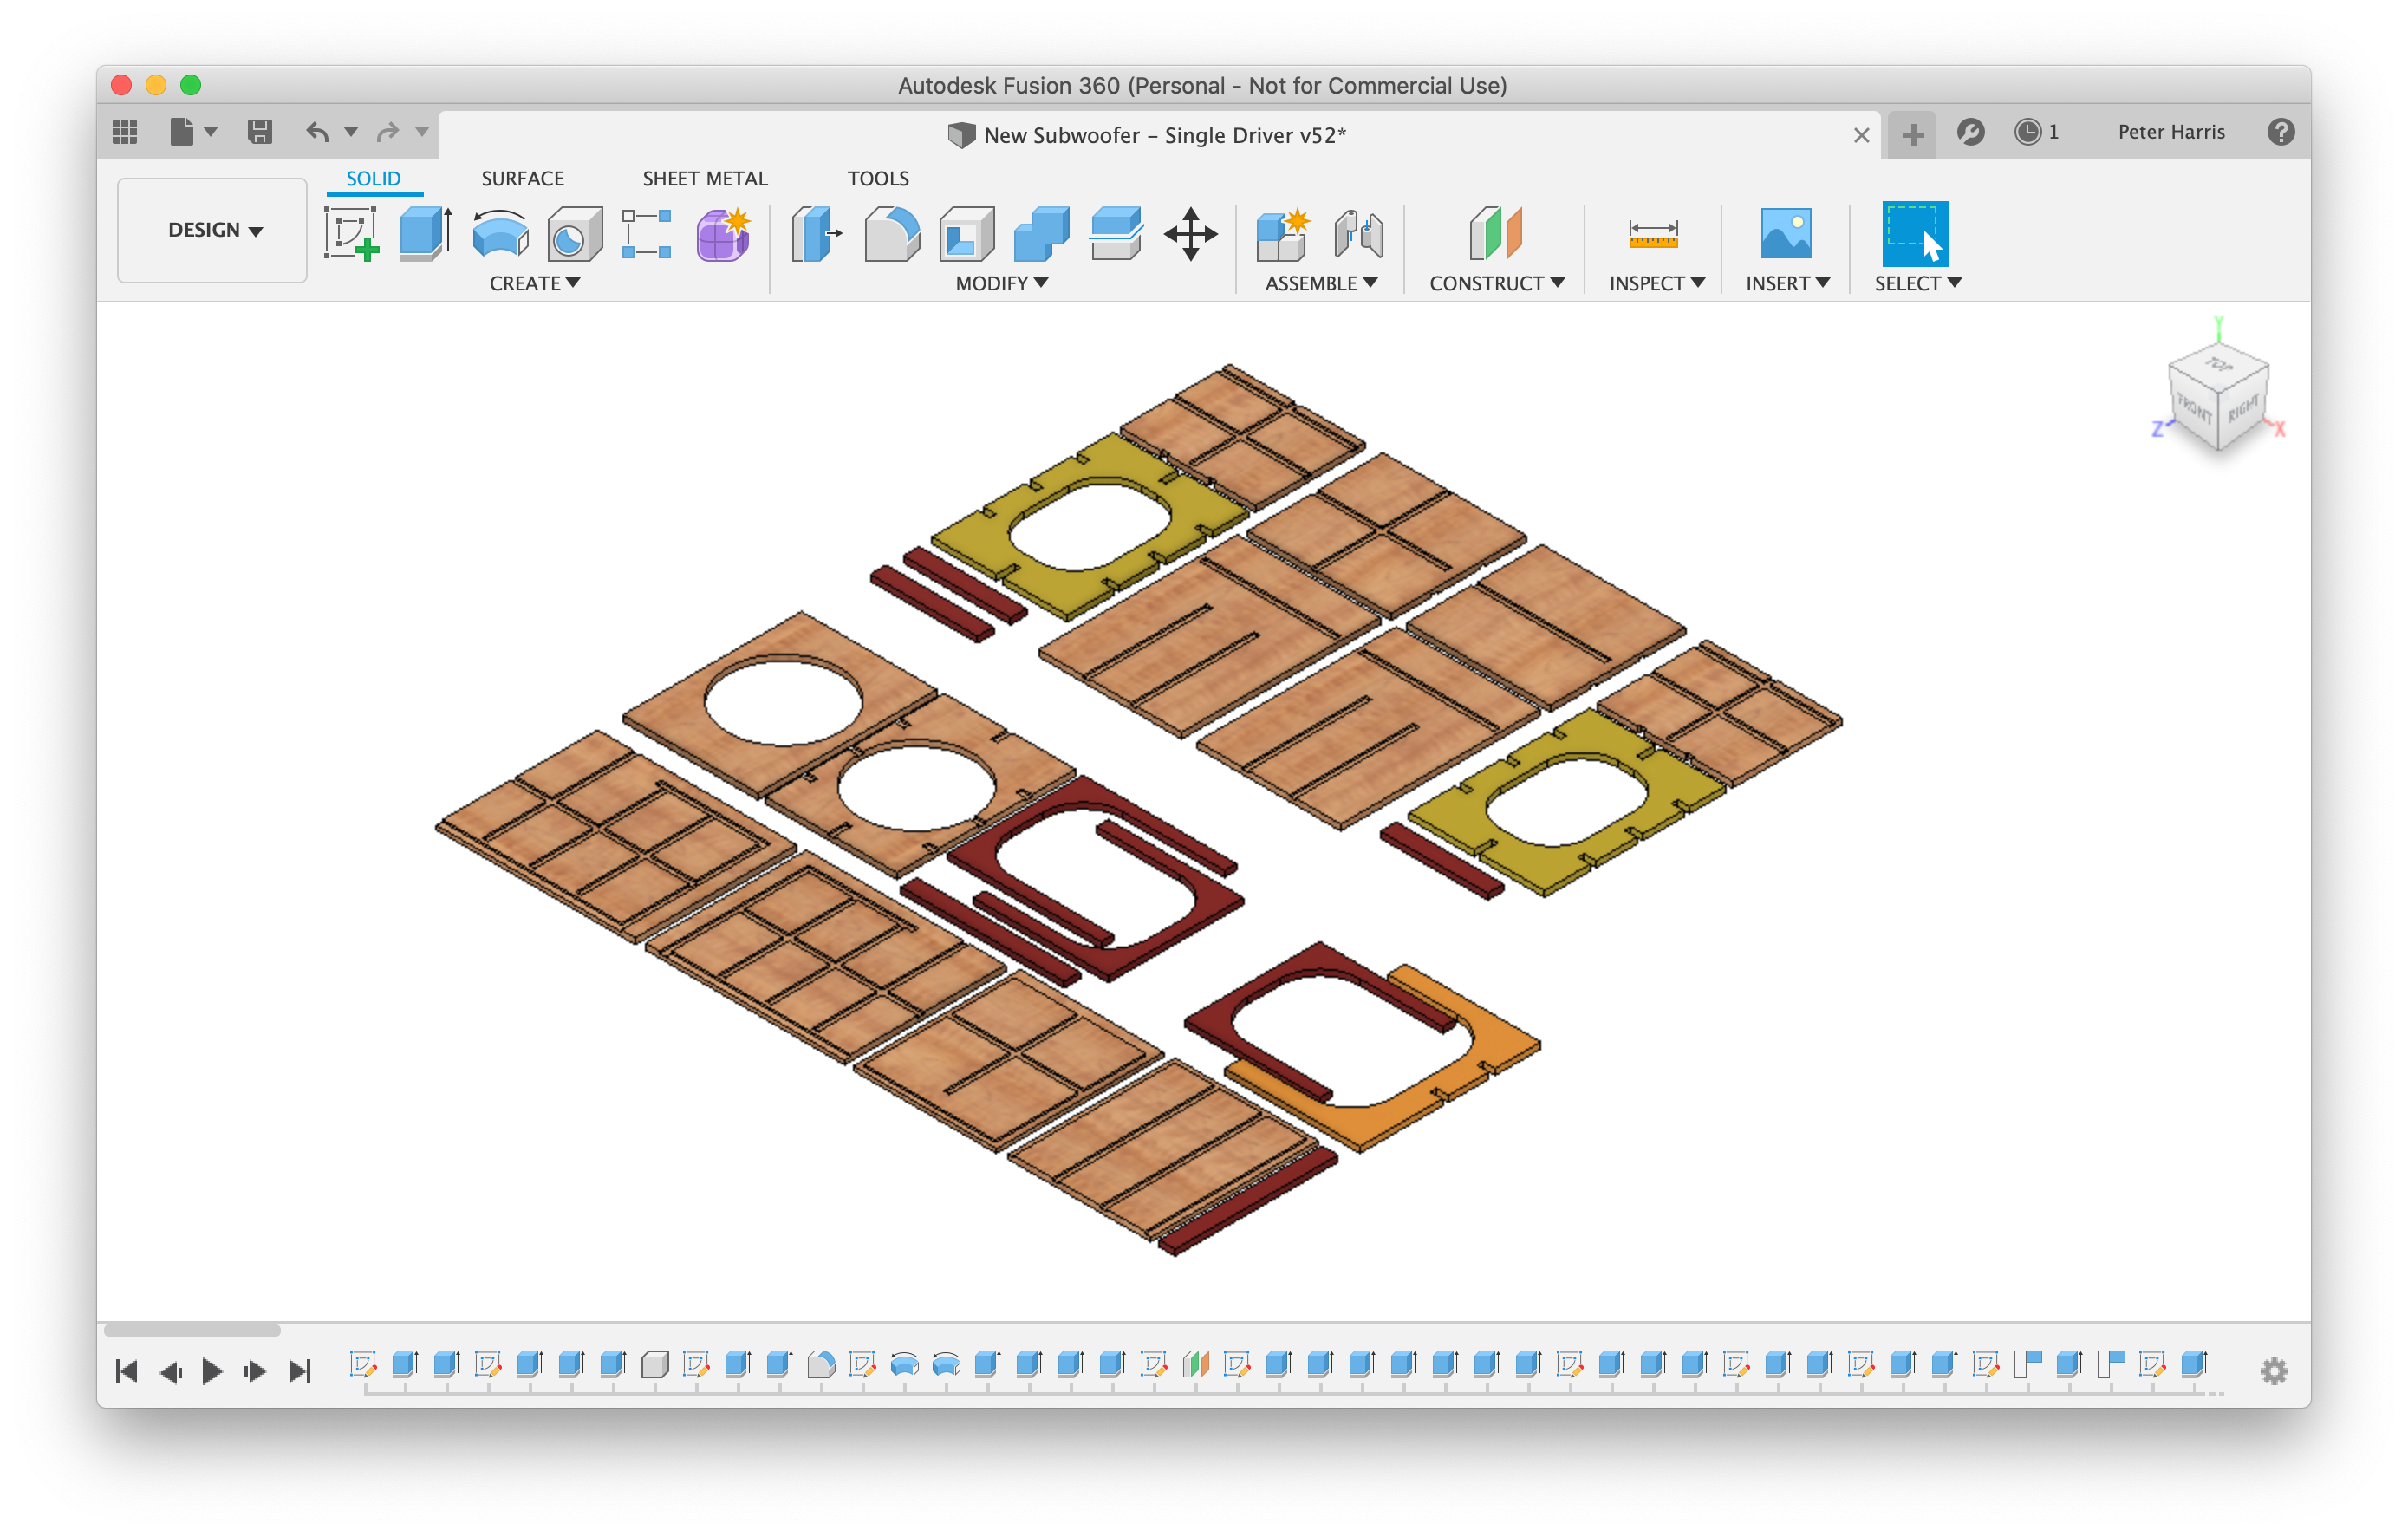 Autodesk Fusion 360 (Personal - Not for Commercial Use)
New Subwoofer – Single Driver v52*
1
Peter Harris
DESIGN
SOLID
SURFACE
SHEET METAL
TOOLS
CREATE
MODIFY
ASSEMBLE
CONSTRUCT
INSPECT
INSERT
SELECT
Y
TOP
FRONT
RIGHT
Z
X